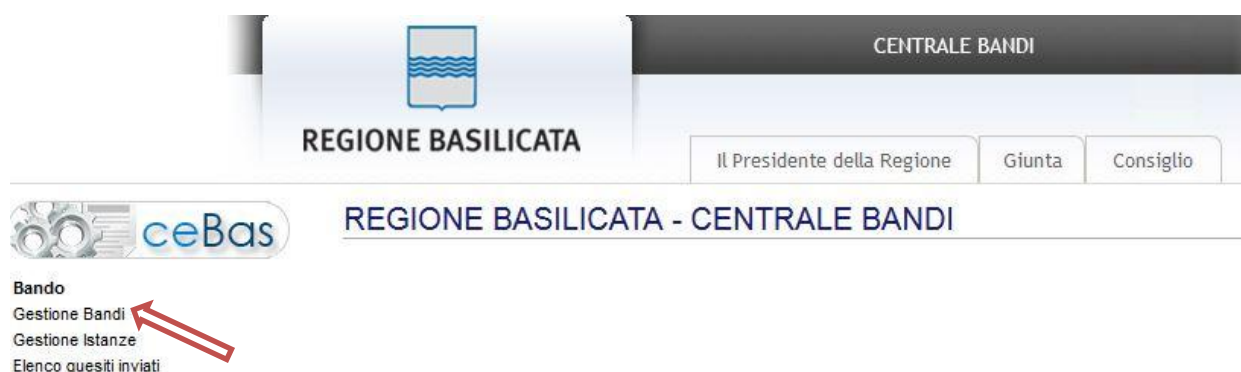 CENTRALE BANDI
REGIONE BASILICATA
Il Presidente della Regione Giunta Consiglio
ceBas
REGIONE BASILICATA - CENTRALE BANDI
Bando
Gestione Bandi
Gestione Istanze
Elenco quesiti inviati